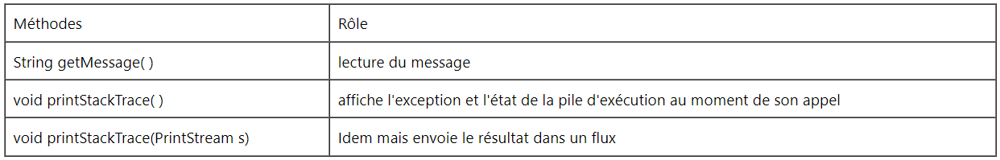 Méthodes Rôle
String getMessage( ) lecture du message
void printStackTrace( ) affiche l'exception et l'état de la pile d'exécution au moment de son appel
void printStackTrace(PrintStream s) Idem mais envoie le résultat dans un flux